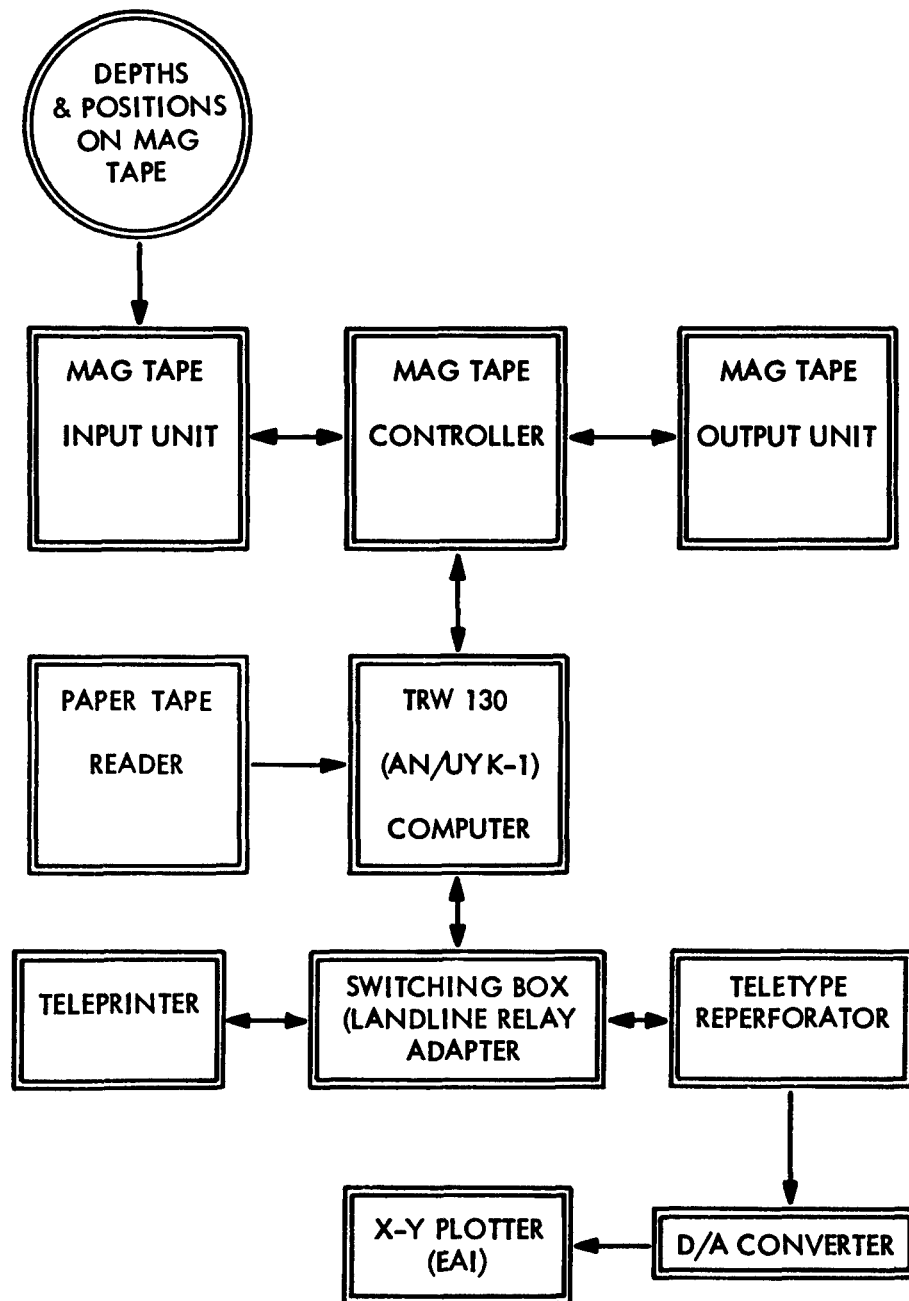 DEPTHS
& POSITIONS
ON MAG
TAPE
MAG TAPE
INPUT UNIT
MAG TAPE
CONTROLLER
MAG TAPE
OUTPUT UNIT
PAPER TAPE
READER
TRW 130
(AN/UYK-1)
COMPUTER
TELEPRINTER
SWITCHING BOX
(LANDLINE RELAY
ADAPTER
TELETYPE
REPERFORATOR
X-Y PLOTTER
(EAI)
D/A CONVERTER